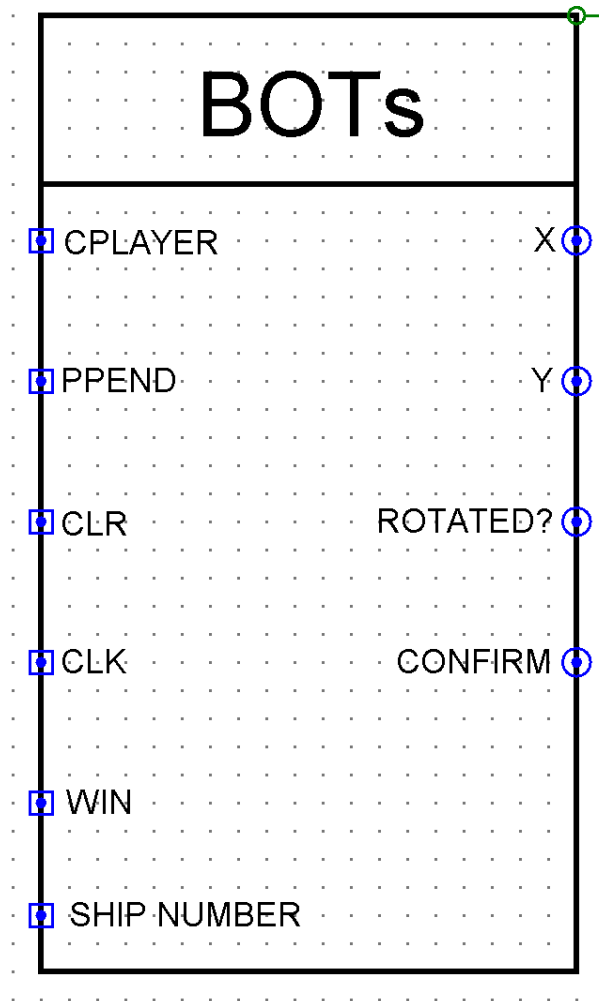 BOTs
CPLAYER
X
PPEND
Y
CLR
ROTATED?
CLK
CONFIRM
WIN
SHIP NUMBER